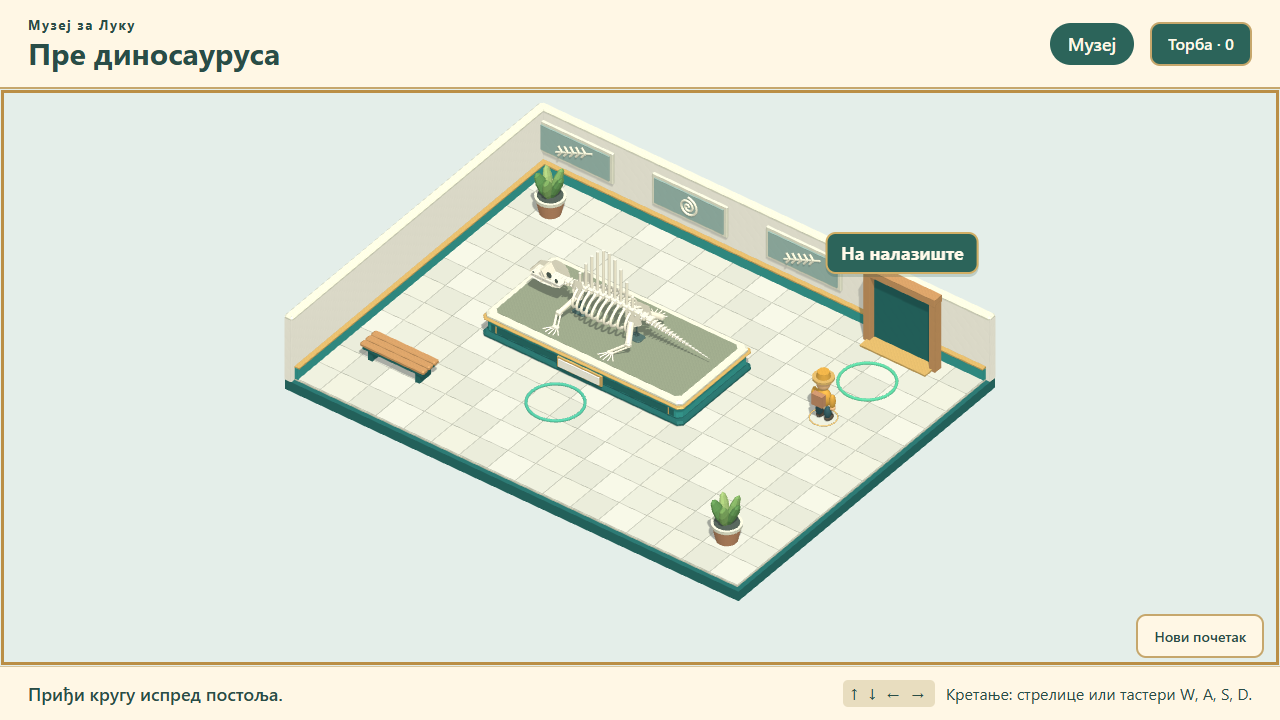 Музеј за Луку
Пре диносауруса
Музеј
Торба · 0
На налазиште
Нови почетак
Приђи кругу испред постоља.
↑ ↓ ← → Кретање: стрелице или тастери W, A, S, D.